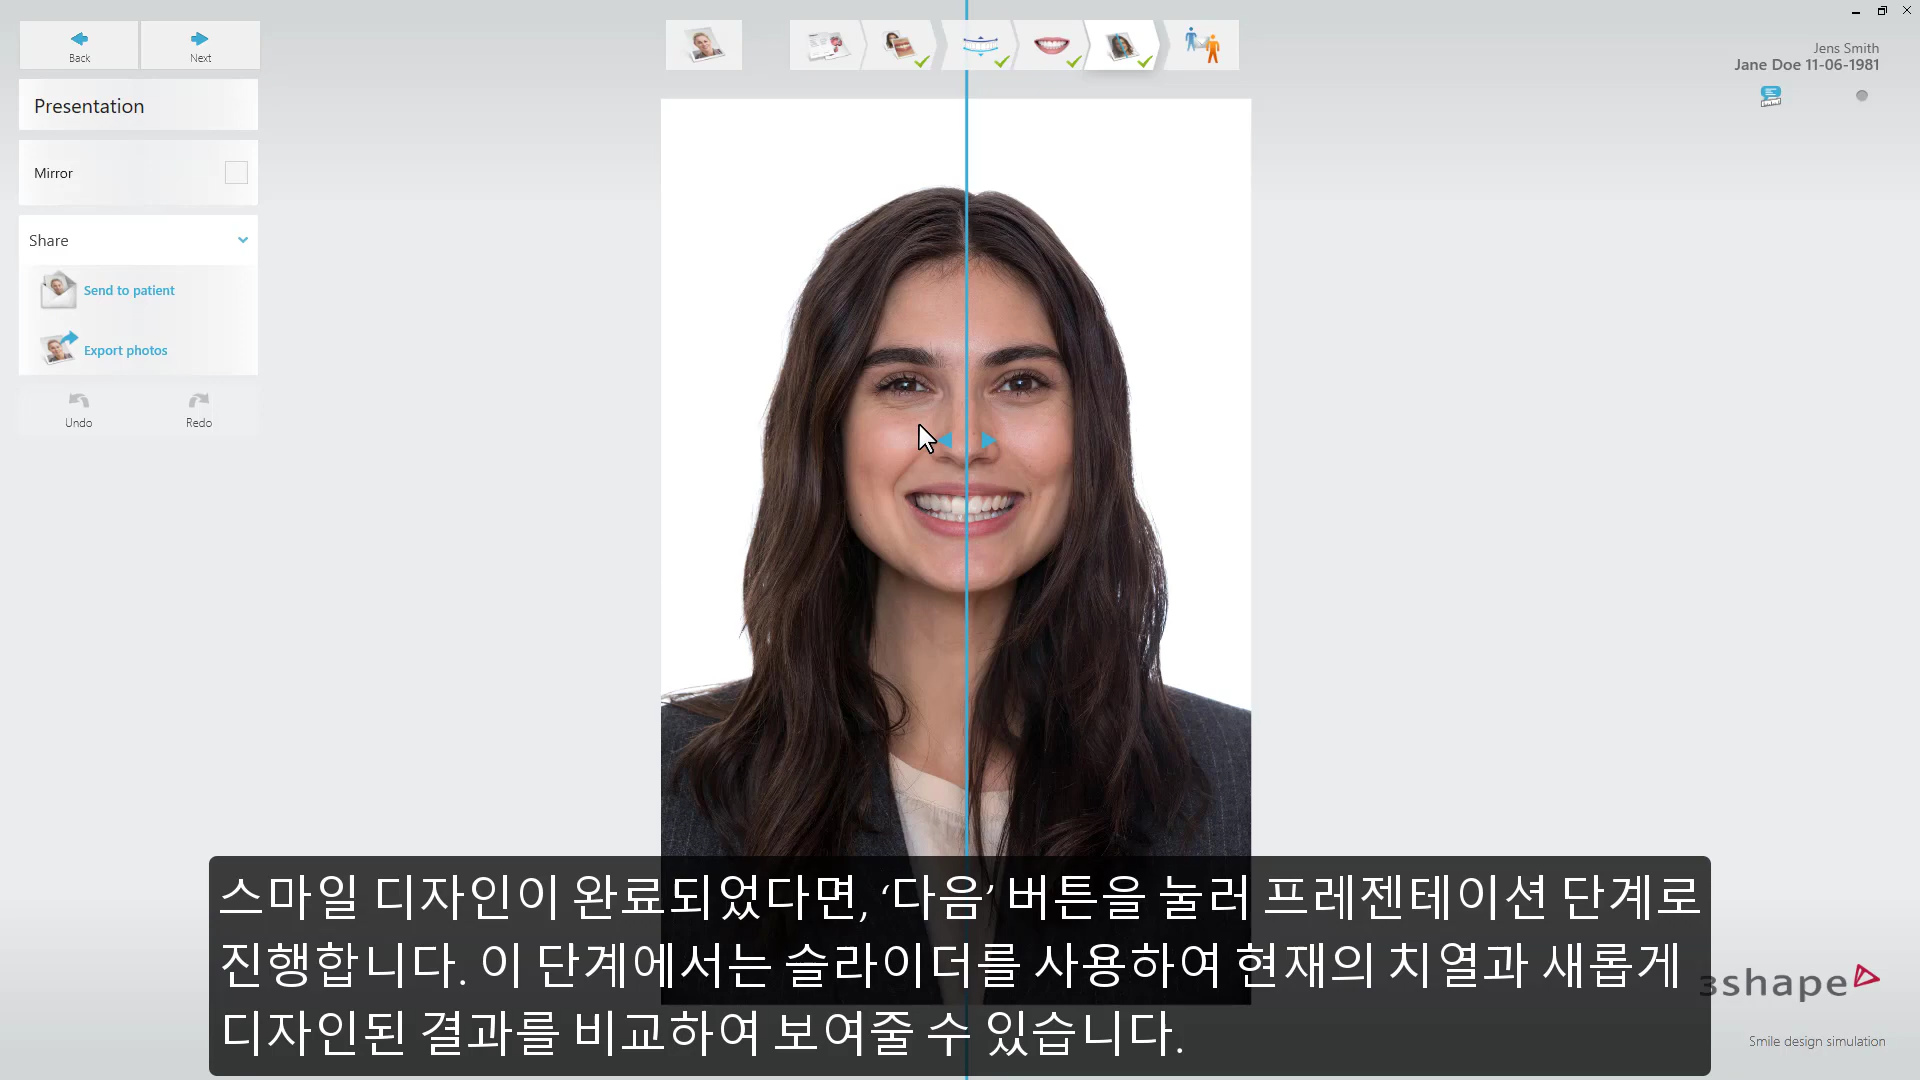 Back
Next
Jens Smith
Jane Doe 11-06-1981
Presentation
Mirror
Share
Send to patient
Export photos
Undo
Redo
스마일 디자인이 완료되었다면, ‘다음’ 버튼을 눌러 프레젠테이션 단계로
진행합니다. 이 단계에서는 슬라이더를 사용하여 현재의 치열과 새롭게
디자인된 결과를 비교하여 보여줄 수 있습니다.
3shape
Smile design simulation